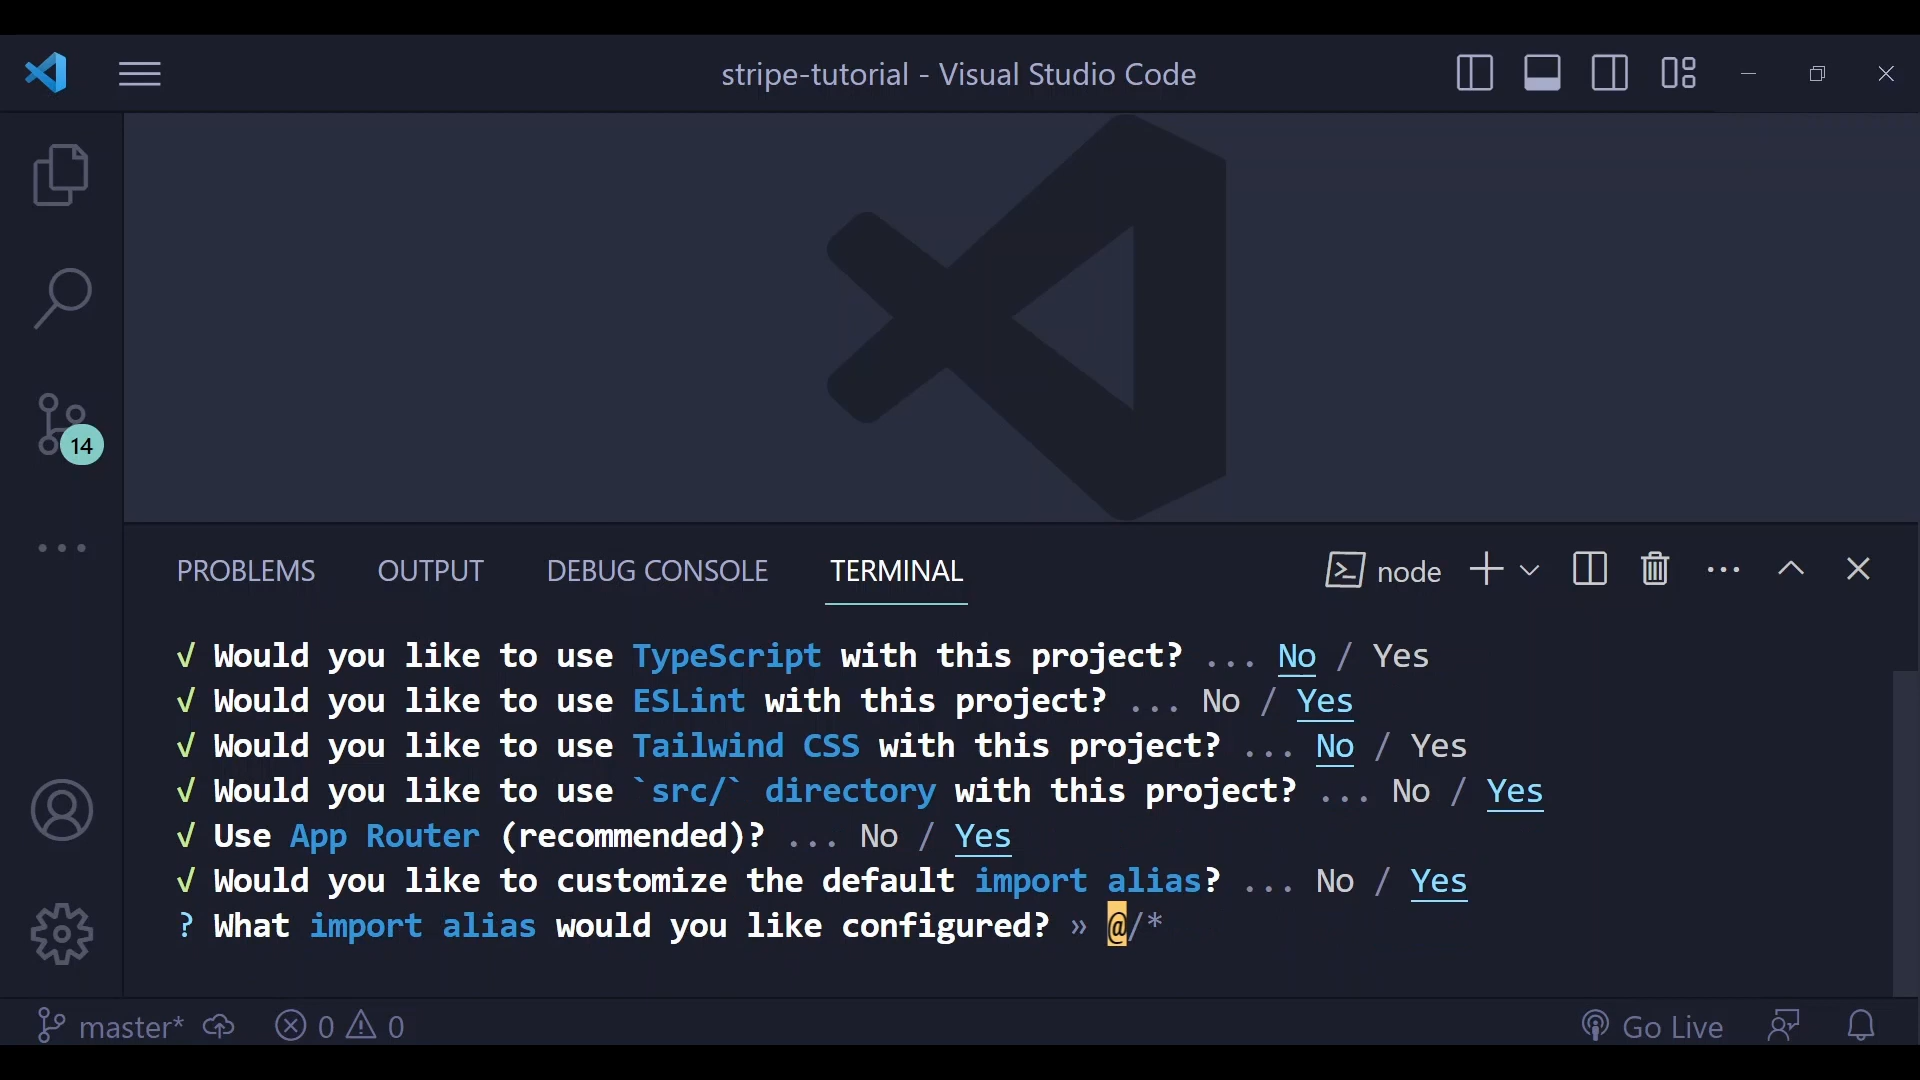 stripe-tutorial - Visual Studio Code
14
PROBLEMS OUTPUT DEBUG CONSOLE TERMINAL node
√ Would you like to use TypeScript with this project? ... No / Yes
√ Would you like to use ESLint with this project? ... No / Yes
√ Would you like to use Tailwind CSS with this project? ... No / Yes
√ Would you like to use `src/` directory with this project? ... No / Yes
√ Use App Router (recommended)? ... No / Yes
√ Would you like to customize the default import alias? ... No / Yes
? What import alias would you like configured? » @/*
master* 0 0 Go Live